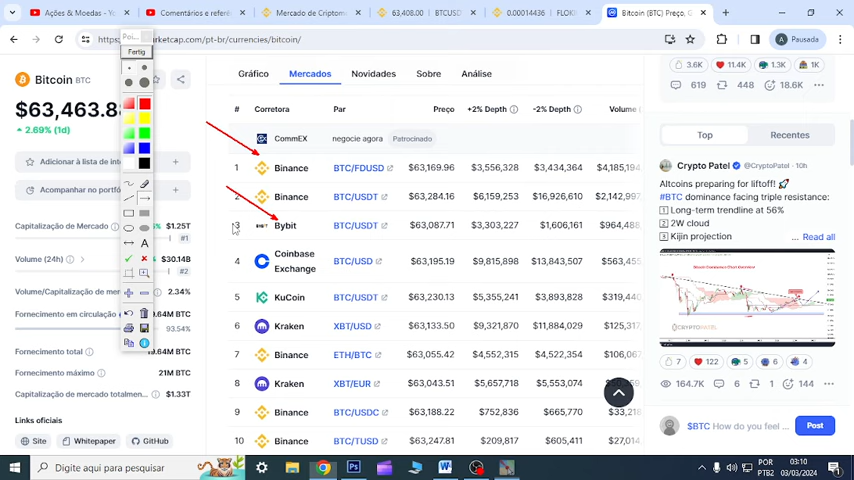 Ações & Moedas - You
Comentários e referê
Mercado de Criptom
63,408.00 | BTCUSD
0.00014436 | FLOKI
Bitcoin (BTC) Preço, G
arketcap.com/pt-br/currencies/bitcoin/
A Pausada
Poi...
Fertig
Bitcoin BTC
$63,463.8
2.69% (1d)
Adicionar à lista de inte
Acompanhar no portfó
Capitalização de Mercado
$1.25T
#1
Volume (24h)
$30.14B
#2
Volume/Capitalização de me
2.34%
Fornecimento em circulação
9.64M BTC
93.54%
Fornecimento total
19.64M BTC
Fornecimento máximo
21M BTC
Capitalização de mercado totalmen...
$1.33T
Links oficiais
Site Whitepaper GitHub
Gráfico Mercados Novidades Sobre Análise
# Corretora Par Preço +2% Depth -2% Depth Volume
CommEX negocie agora Patrocinado
1 Binance BTC/FDUSD $63,169.96 $3,556,328 $3,434,364 $4,185,194
2 Binance BTC/USDT $63,284.16 $6,159,253 $16,926,610 $2,142,997
3 Bybit BTC/USDT $63,087.71 $3,303,227 $1,606,161 $964,488
4 Coinbase Exchange BTC/USD $63,195.19 $9,815,898 $13,843,507 $563,455
5 KuCoin BTC/USDT $63,230.13 $5,355,241 $3,893,828 $319,440
6 Kraken XBT/USD $63,133.50 $9,321,870 $11,884,029 $125,317
7 Binance ETH/BTC $63,055.42 $4,552,315 $4,522,354 $106,067
8 Kraken XBT/EUR $63,043.51 $5,657,718 $5,553,074
9 Binance BTC/USDC $63,188.22 $752,836 $665,770 $33,218
10 Binance BTC/TUSD $63,247.81 $209,817 $605,411 $27,014
3.6K 11.4K 1.3K 1K
619 448 18.6K
Top Recentes
Crypto Patel @CryptoPatel · 10h
Altcoins preparing for liftoff! 🚀
#BTC dominance facing triple resistance:
1 Long-term trendline at 56%
2 2W cloud
3 Kijin projection
... Read all
CRYPTOPATEL
7 122 5 6 4
164.7K 6 1 144
$BTC How do you feel ...
Post
Digite aqui para pesquisar
POR
PTB2
03:10
03/03/2024